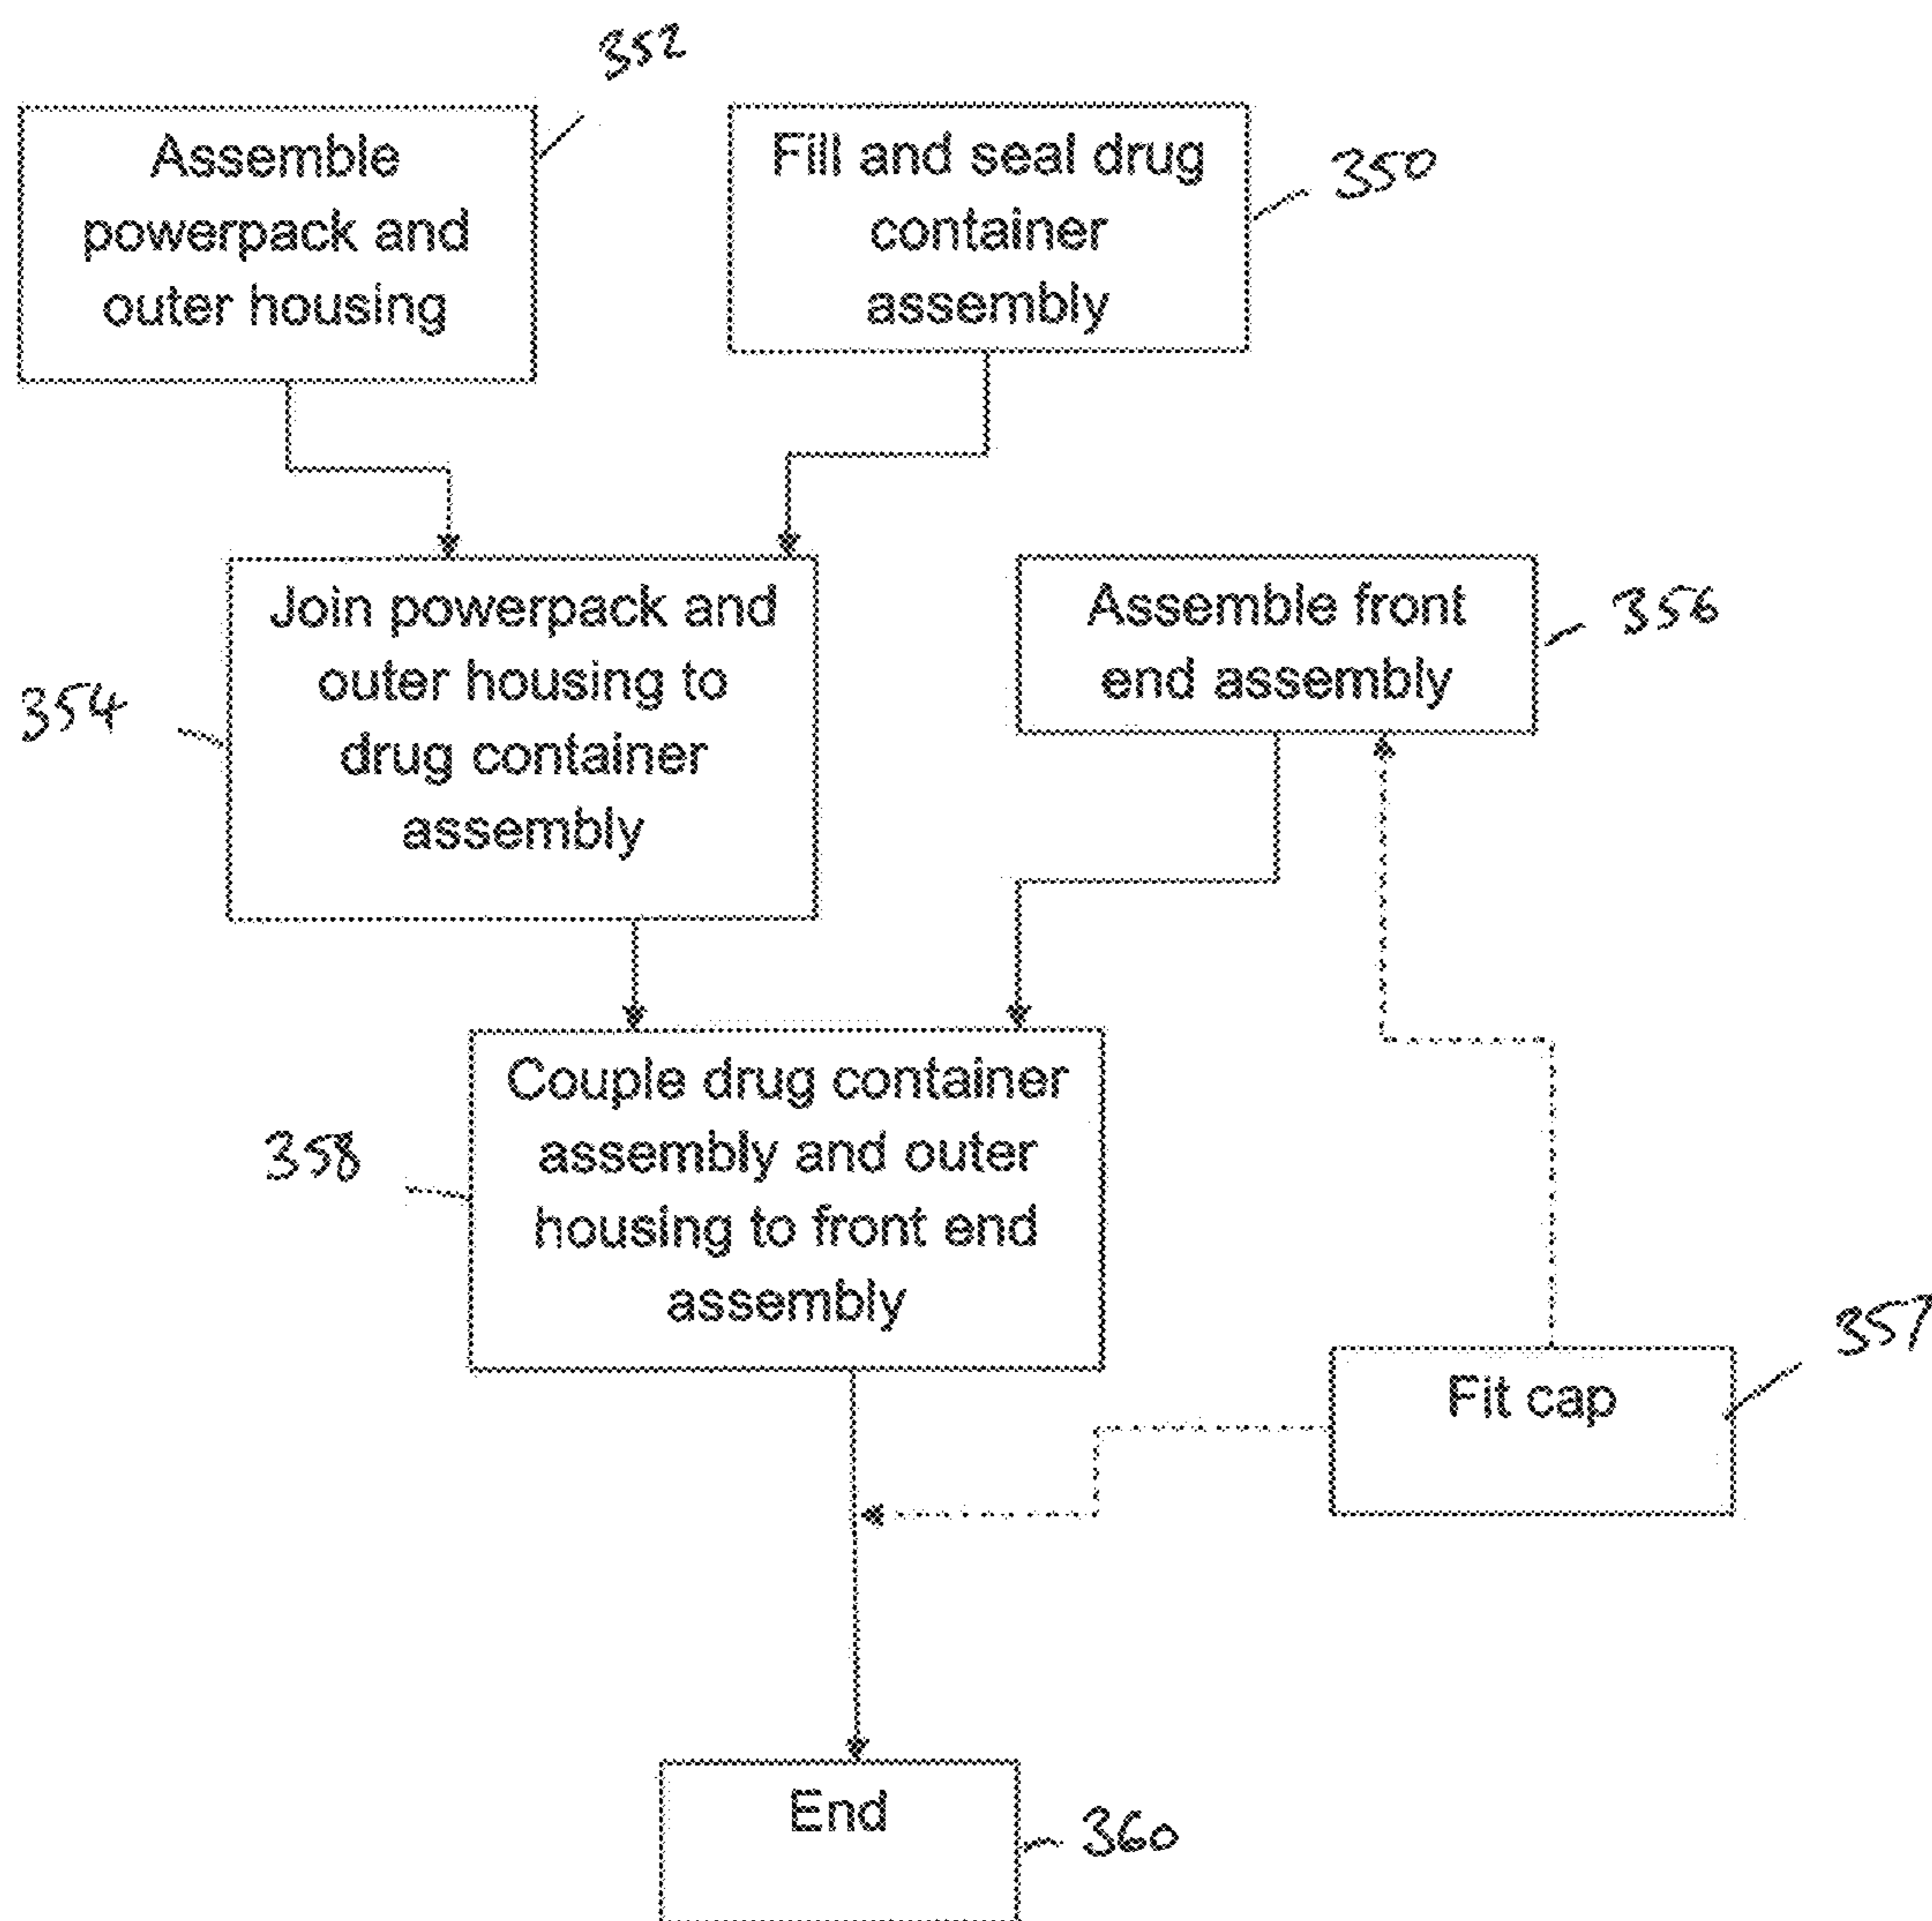 352
Assemble
powerpack and
outer housing
Fill and seal drug
container
assembly
350
Join powerpack and
outer housing to
drug container
assembly
354
Assemble front
end assembly
356
Couple drug container
assembly and outer
housing to front end
assembly
358
Fit cap
357
End
360